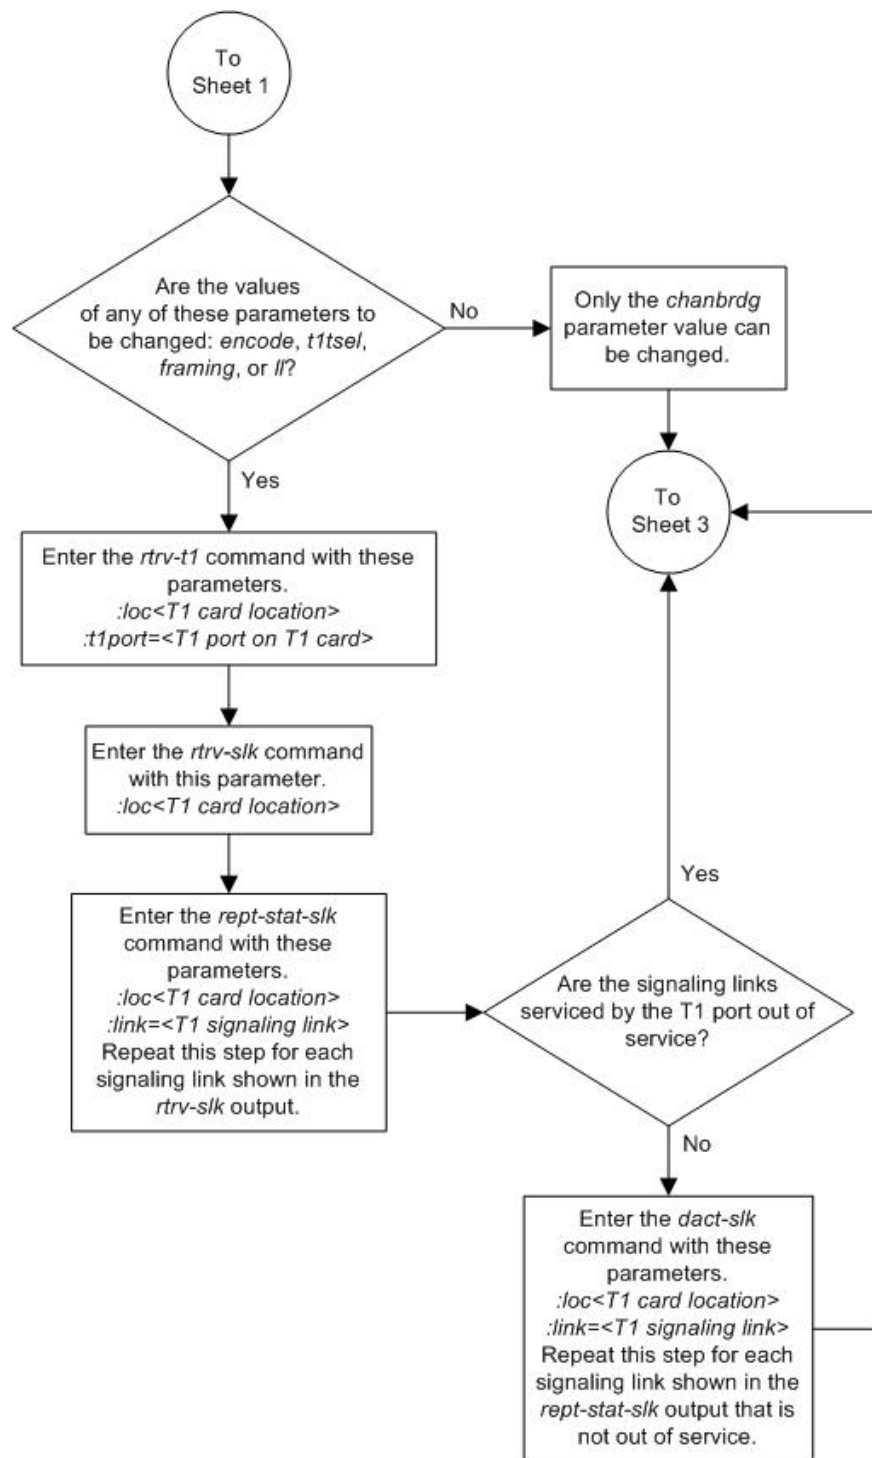 To
Sheet 1
Are the values
of any of these parameters to
be changed: encode, t1tsel,
framing, or ll?
No
Only the chanbrdg
parameter value can
be changed.
Yes
To
Sheet 3
Enter the rtrv-t1 command with these
parameters.
:loc<T1 card location>
:t1port=<T1 port on T1 card>
Enter the rtrv-slk command
with this parameter.
:loc<T1 card location>
Enter the rept-stat-slk
command with these
parameters.
:loc<T1 card location>
:link=<T1 signaling link>
Repeat this step for each
signaling link shown in the
rtrv-slk output.
Yes
Are the signaling links
serviced by the T1 port out of
service?
No
Enter the dact-slk
command with these
parameters.
:loc<T1 card location>
:link=<T1 signaling link>
Repeat this step for each
signaling link shown in the
rept-stat-slk output that is
not out of service.